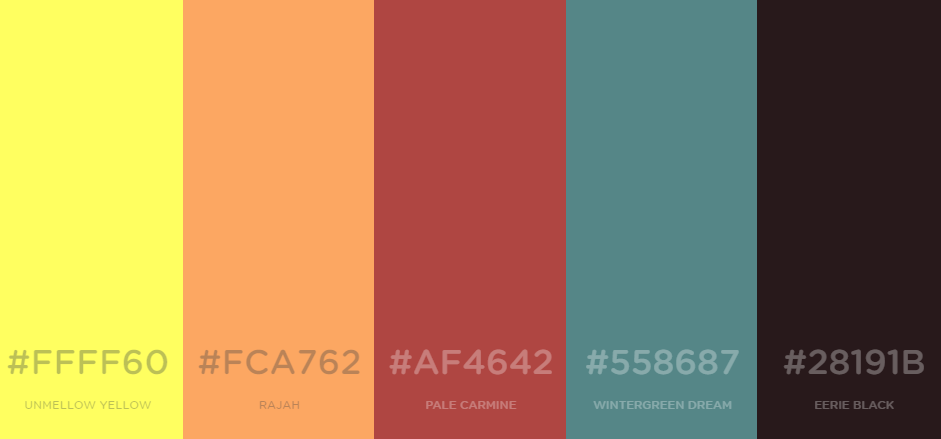 #FFFF60 #FCA762 #AF4642 #558687 #28191B
UNMELLOW YELLOW RAJAH PALE CARMINE WINTERGREEN DREAM EERIE BLACK